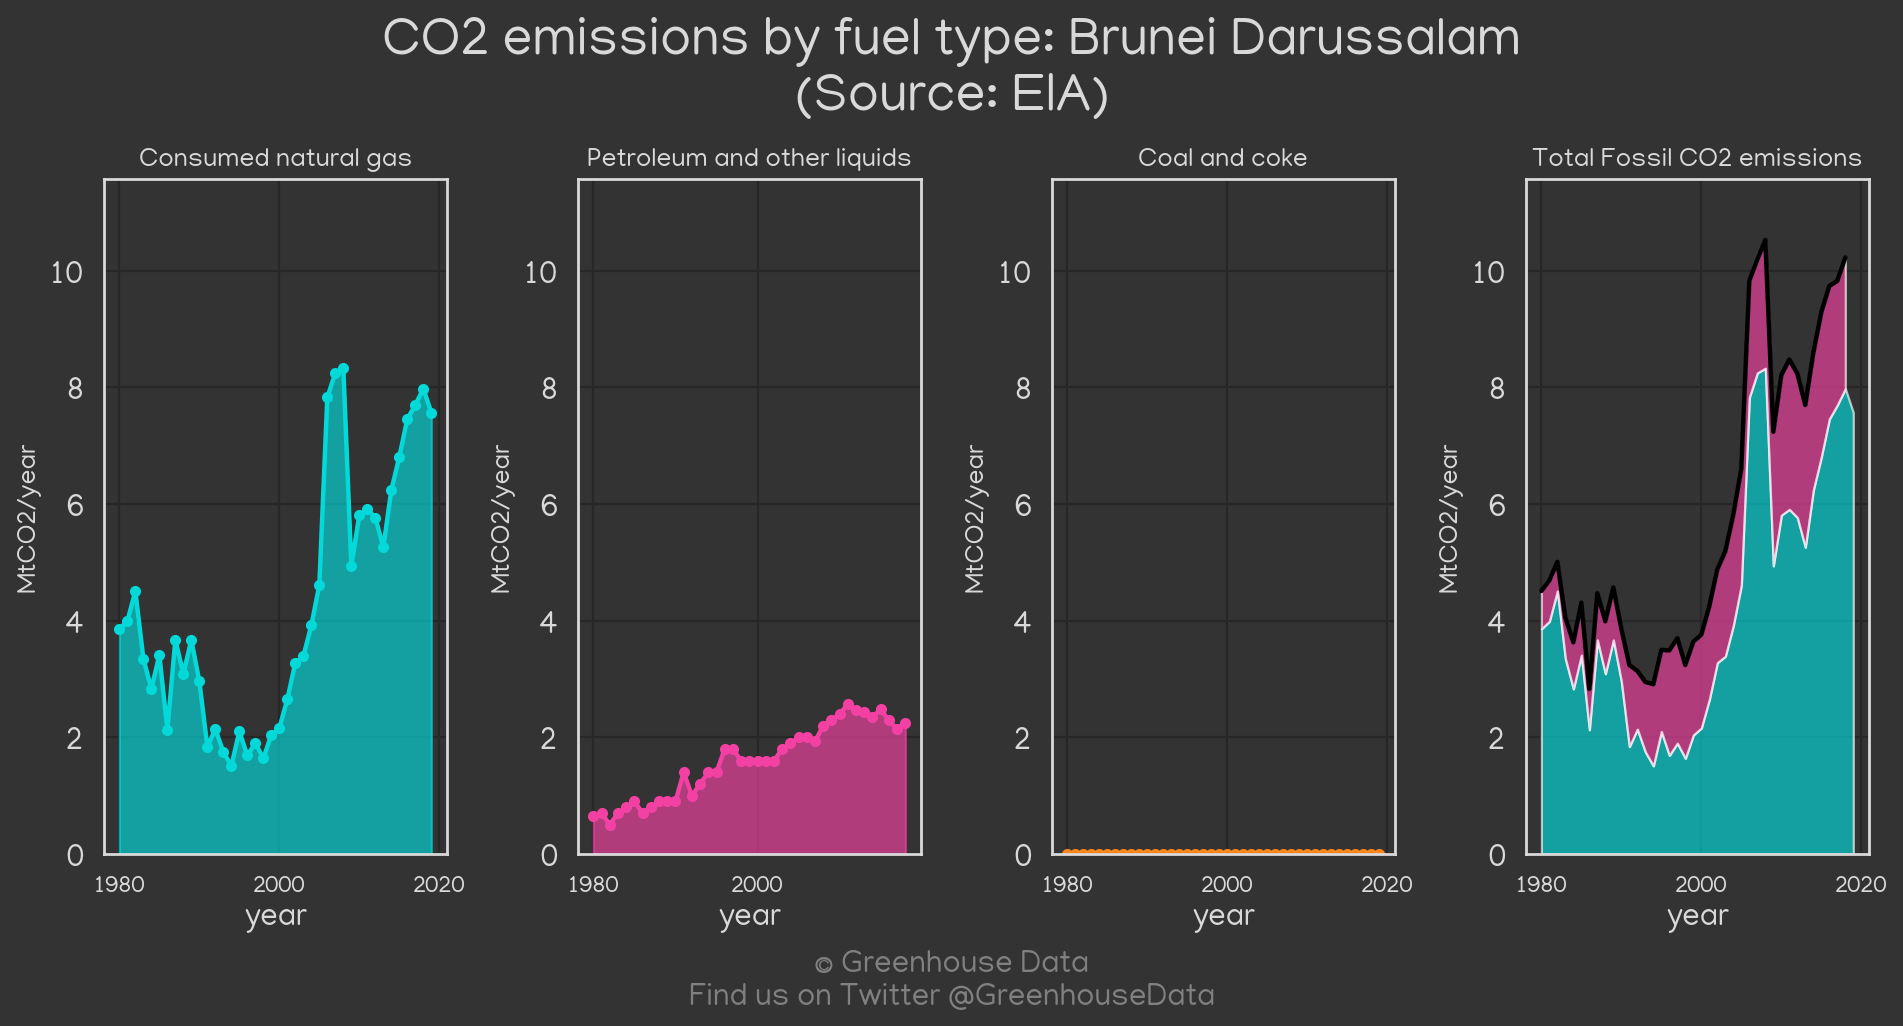 CO2 emissions by fuel type: Brunei Darussalam
(Source: EIA)
Consumed natural gas
Petroleum and other liquids
Coal and coke
Total Fossil CO2 emissions
MtCO2/year
10
8
6
4
2
0
1980
2000
2020
year
MtCO2/year
10
8
6
4
2
0
1980
2000
year
MtCO2/year
10
8
6
4
2
0
1980
2000
2020
year
MtCO2/year
10
8
6
4
2
0
1980
2000
2020
year
© Greenhouse Data
Find us on Twitter @GreenhouseData